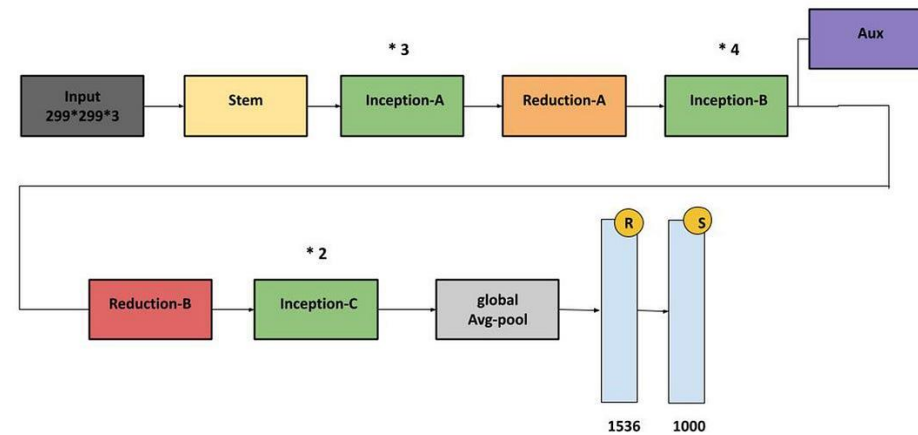 Aux
* 3
* 4
Input
299*299*3
Stem
Inception-A
Reduction-A
Inception-B
R
S
* 2
Reduction-B
Inception-C
global
Avg-pool
1536
1000